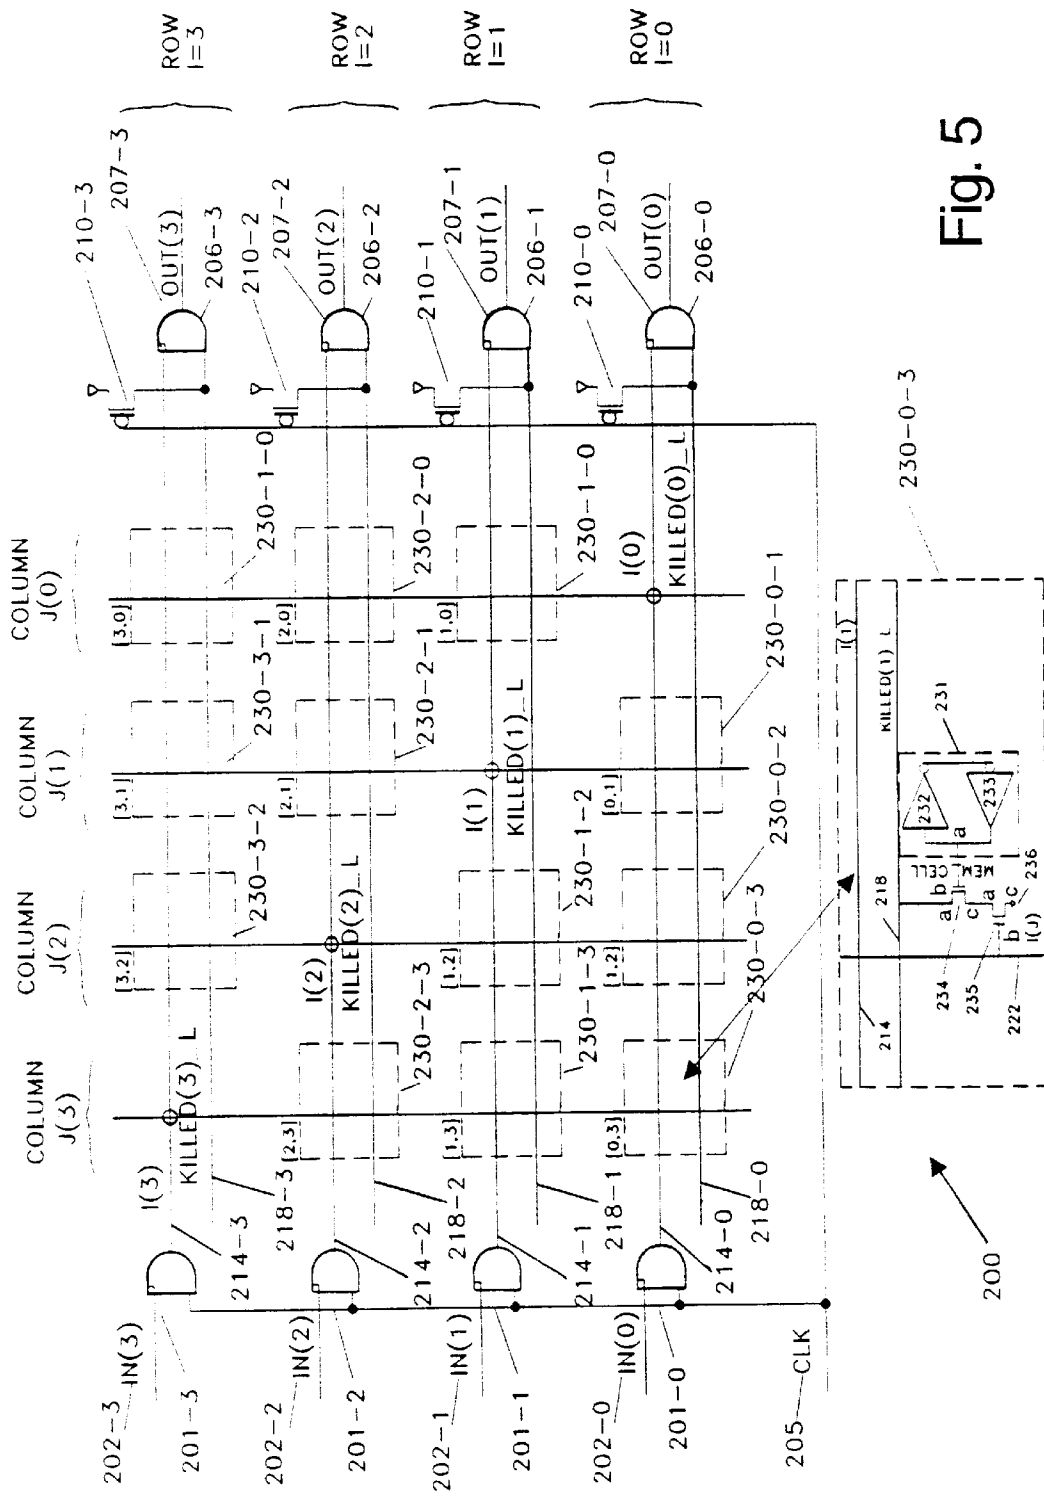 COLUMN
J(3)
COLUMN
J(2)
COLUMN
J(1)
COLUMN
J(0)
ROW
I=3
ROW
I=2
ROW
I=1
ROW
I=0
202-3
IN(3)
201-3
214-3
I(3)
KILLED(3)_L
218-3
[3,2]
230-3-2
[3,1]
230-3-1
[3,0]
230-1-0
210-3
207-3
OUT(3)
206-3
202-2
IN(2)
201-2
214-2
218-2
[2,3]
230-2-3
I(2)
KILLED(2)_L
[2,1]
230-2-1
[2,0]
230-2-0
210-2
207-2
OUT(2)
206-2
202-1
IN(1)
201-1
214-1
218-1
[1,3]
230-1-3
[1,2]
230-1-2
I(1)
KILLED(1)_L
[1,0]
230-1-0
210-1
207-1
OUT(1)
206-1
202-0
IN(0)
201-0
214-0
218-0
[0,3]
230-0-3
[1,2]
230-0-2
[0,1]
230-0-1
I(0)
KILLED(0)_L
210-0
207-0
OUT(0)
206-0
205
CLK
200
214
218
I(1)
KILLED(1)_L
222
234
235
a
b
c
a
b
c
I(J)
236
MEM
CELL
a
232
233
231
230-0-3
Fig. 5